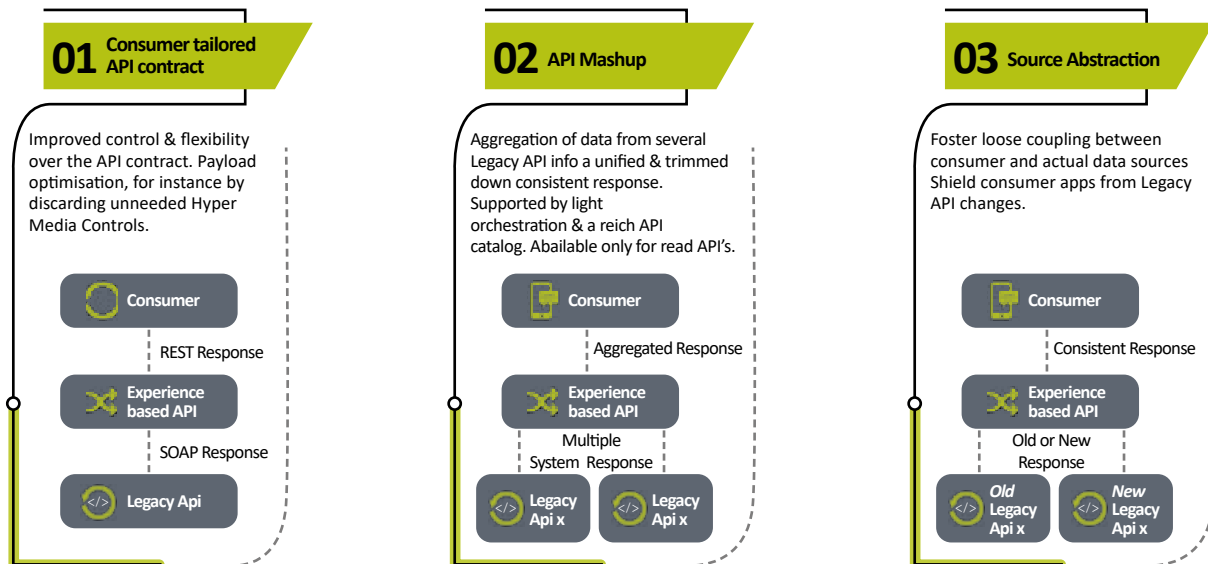 01 Consumer tailored
API contract
Improved control & flexibility
over the API contract. Payload
optimisation, for instance by
discarding unneeded Hyper
Media Controls.
Consumer
REST Response
Experience
based API
SOAP Response
</> Legacy Api
02 API Mashup
Aggregation of data from several
Legacy API info a unified & trimmed
down consistent response.
Supported by light
orchestration & a reich API
catalog. Abailable only for read API's.
Consumer
Aggregated Response
Experience
based API
Multiple
System Response
</> Legacy
Api x
</> Legacy
Api x
03 Source Abstraction
Foster loose coupling between
consumer and actual data sources
Shield consumer apps from Legacy
API changes.
Consumer
Consistent Response
Experience
based API
Old or New
Response
Old
</> Legacy
Api x
New
</> Legacy
Api x